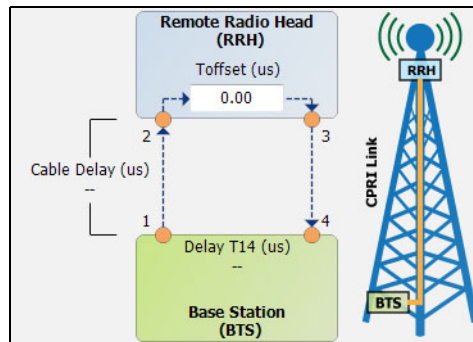 Remote Radio Head
(RRH)
Toffset (us)
0.00
2
3
Cable Delay (us)
--
1
4
Delay T14 (us)
--
Base Station
(BTS)
RRH
CPRI Link
BTS